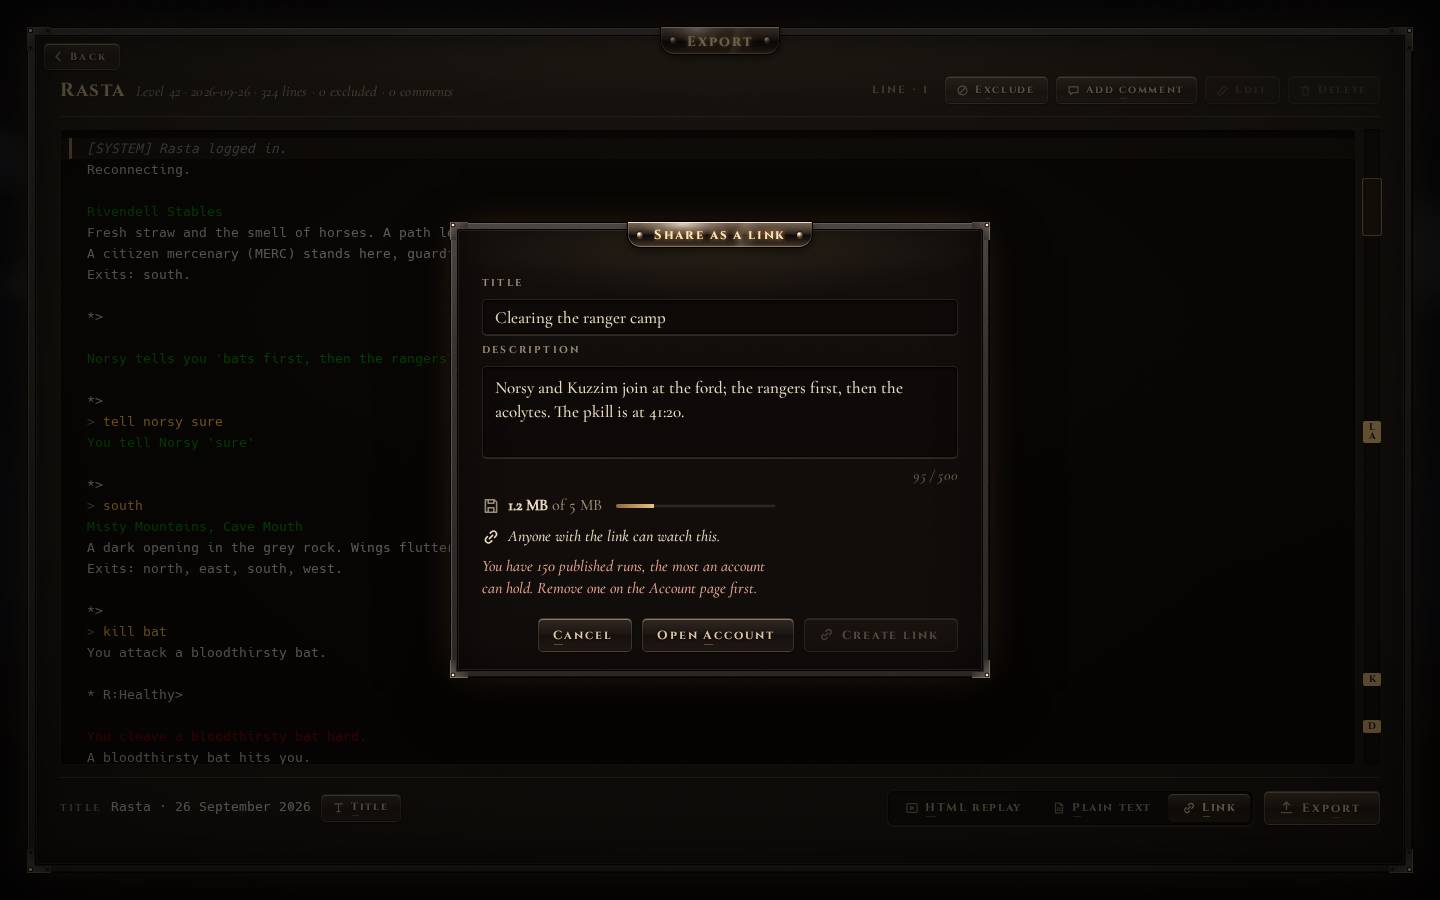 Export
Back
Rasta Level 42 · 2026-09-26 · 324 lines · 0 excluded · 0 comments
Line · 1 Exclude Add comment Edit Delete
[SYSTEM] Rasta logged in.
Reconnecting.
Rivendell Stables
Fresh straw and the smell of horses. A path
A citizen mercenary (MERC) stands here,
Exits: south.
*>
Norsy tells you 'bats first, then the rangers
*>
> tell norsy sure
You tell Norsy 'sure'
*>
> south
Misty Mountains, Cave Mouth
A dark opening in the grey rock. Wings
Exits: north, east, south, west.
*>
> kill bat
You attack a bloodthirsty bat.
* R:Healthy>
You cleave a bloodthirsty bat hard.
A bloodthirsty bat hits you.
Share as a link
Title
Clearing the ranger camp
Description
Norsy and Kuzzim join at the ford; the rangers first, then the
acolytes. The pkill is at 41:20.
95 / 500
1.2 MB of 5 MB
Anyone with the link can watch this.
You have 150 published runs, the most an account
can hold. Remove one on the Account page first.
Cancel Open Account Create link
L
A
K
D
Title Rasta · 26 September 2026 Title
HTML replay Plain text Link Export